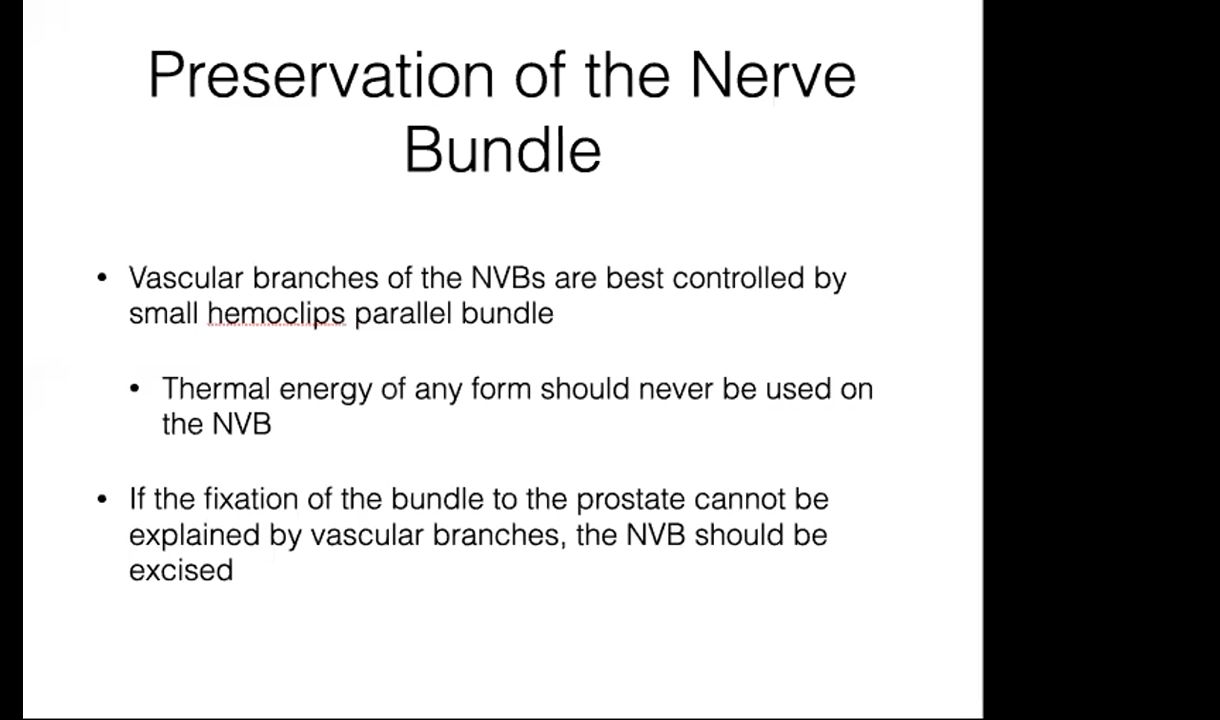 Preservation of the Nerve
Bundle
• Vascular branches of the NVBs are best controlled by
small hemoclips parallel bundle
• Thermal energy of any form should never be used on
the NVB
• If the fixation of the bundle to the prostate cannot be
explained by vascular branches, the NVB should be
excised